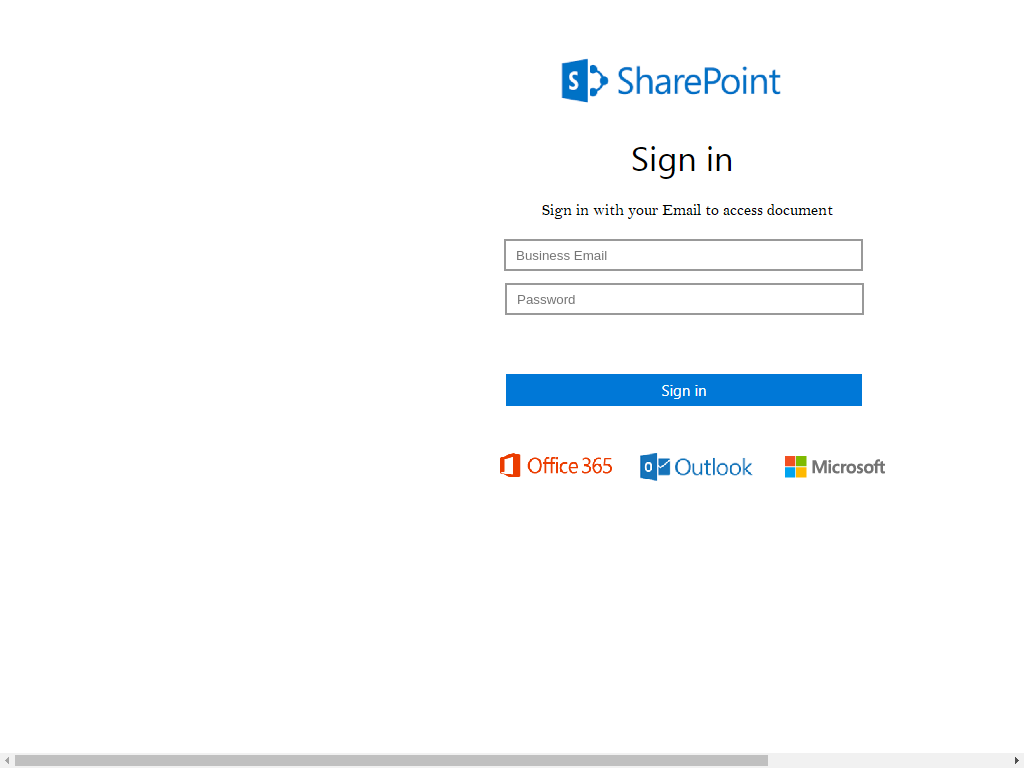 SharePoint
Sign in
Sign in with your Email to access document
Business Email
Password
Sign in
Office 365 Outlook Microsoft